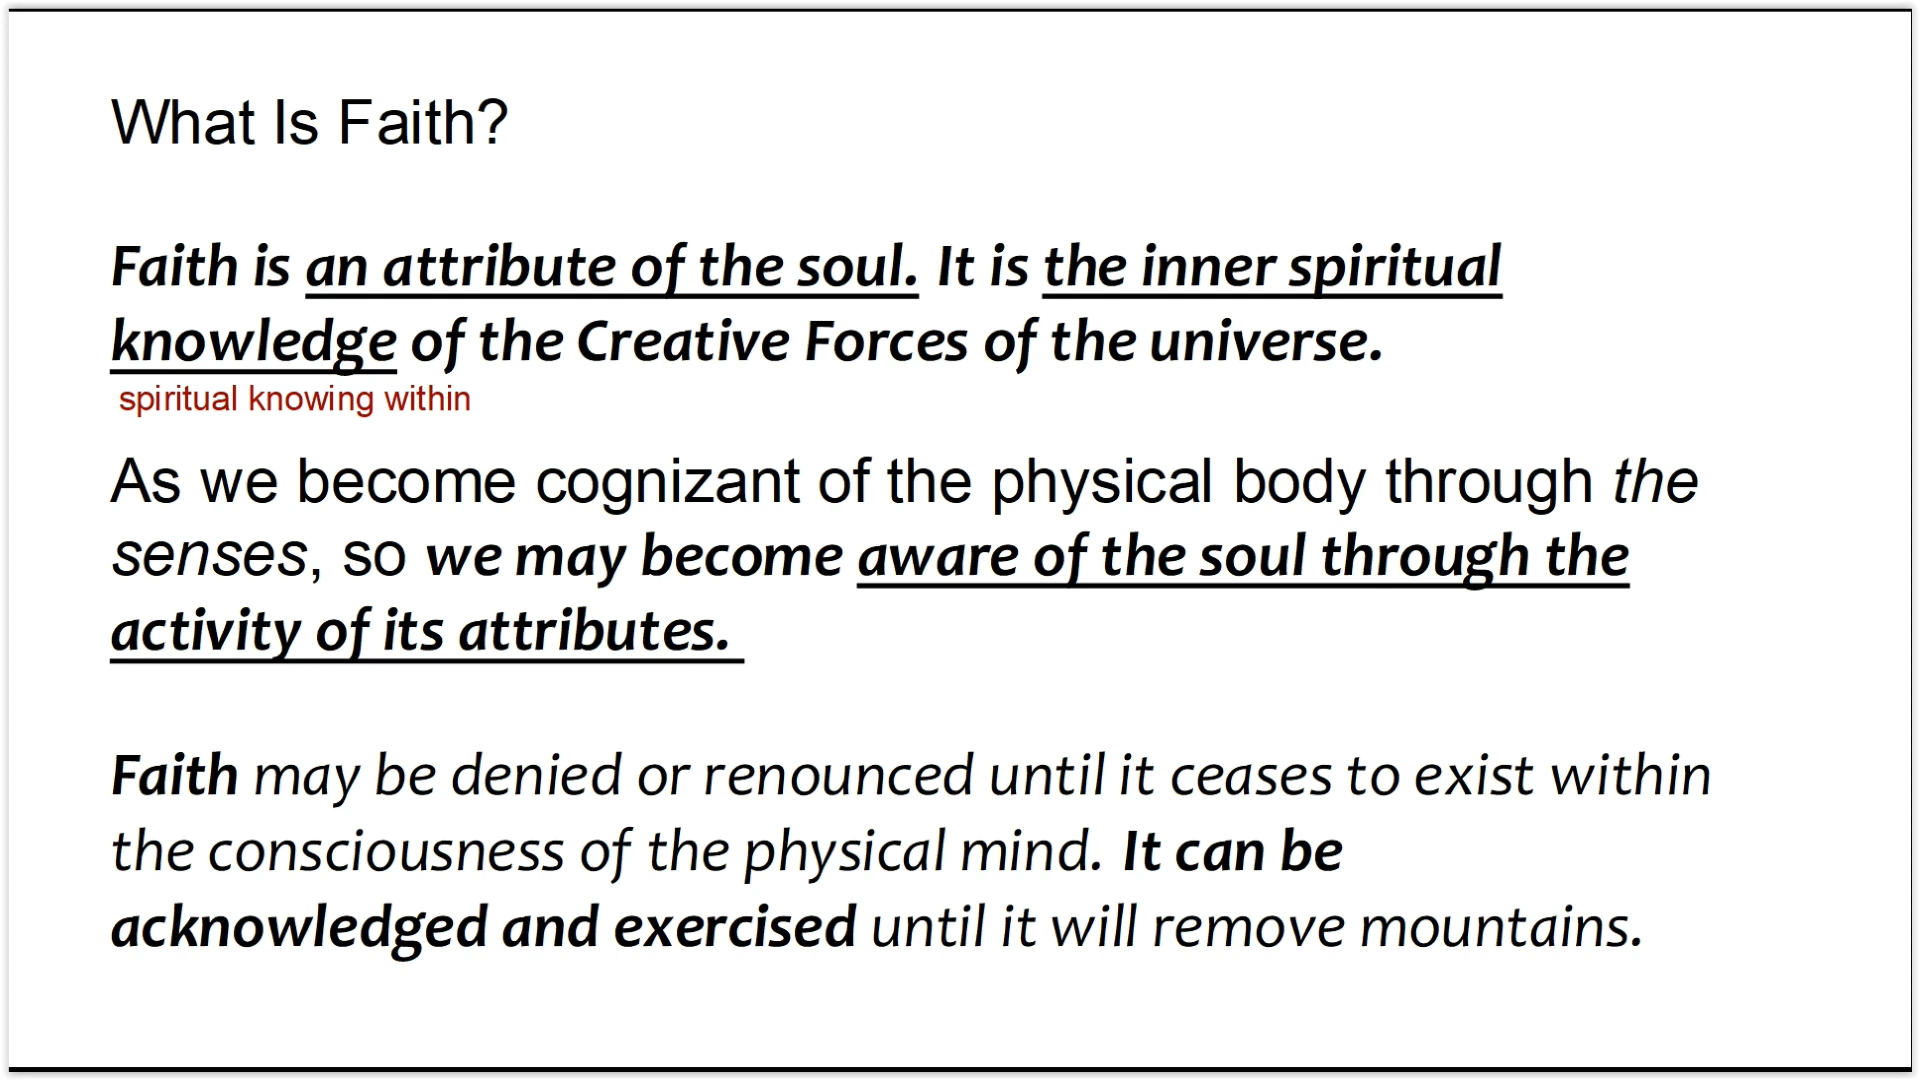 What Is Faith?
Faith is an attribute of the soul. It is the inner spiritual
knowledge of the Creative Forces of the universe.
spiritual knowing within
As we become cognizant of the physical body through the
senses, so we may become aware of the soul through the
activity of its attributes.
Faith may be denied or renounced until it ceases to exist within
the consciousness of the physical mind. It can be
acknowledged and exercised until it will remove mountains.